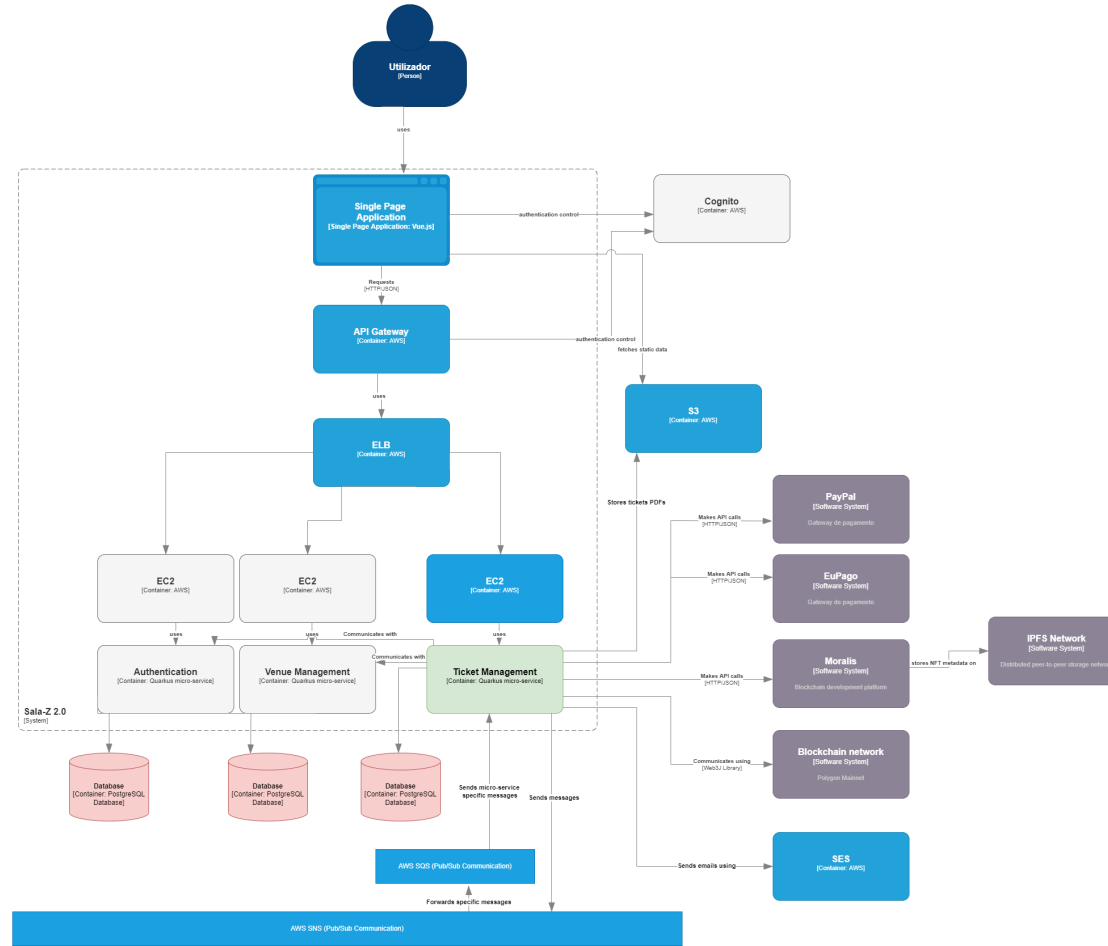 Utilizador
[Person]
uses
Single Page
Application
[Single Page Application: Vue.js]
authentication control
Cognito
[Container: AWS]
Requests
[HTTP/JSON]
API Gateway
[Container: AWS]
authentication control
fetches static data
uses
S3
[Container: AWS]
ELB
[Container: AWS]
Stores tickets PDFs
PayPal
[Software System]
Gateway de pagamento
Makes API calls
[HTTP/JSON]
EC2
[Container: AWS]
EC2
[Container: AWS]
EC2
[Container: AWS]
EuPago
[Software System]
Gateway de pagamento
Makes API calls
[HTTP/JSON]
uses
uses
Communicates with
uses
Communicates with
Authentication
[Container: Quarkus micro-service]
Venue Management
[Container: Quarkus micro-service]
Ticket Management
[Container: Quarkus micro-service]
Makes API calls
[HTTP/JSON]
Moralis
[Software System]
Blockchain development platform
stores NFT metadata on
IPFS Network
[Software System]
Distributed peer-to-peer storage network
Sala-Z 2.0
[System]
Database
[Container: PostgreSQL
Database]
Database
[Container: PostgreSQL
Database]
Database
[Container: PostgreSQL
Database]
Communicates using
[Web3J Library]
Blockchain network
[Software System]
Polygon Mainnet
Sends micro-service
specific messages
Sends messages
AWS SQS (Pub/Sub Communication)
Sends emails using
SES
[Container: AWS]
Forwards specific messages
AWS SNS (Pub/Sub Communication)